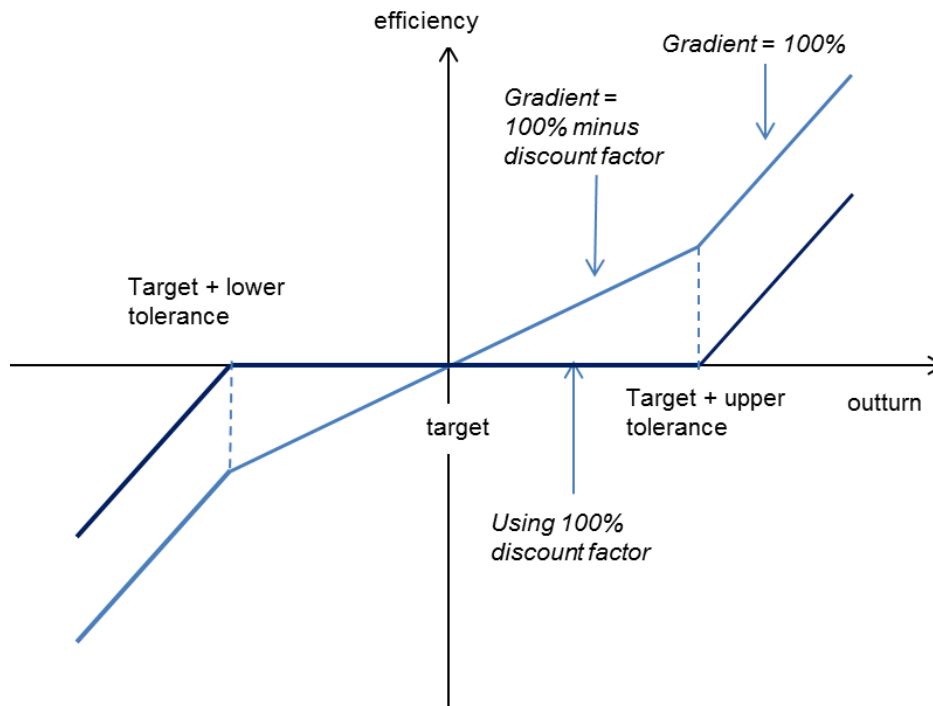 efficiency
Gradient = 100%
Gradient =
100% minus
discount factor
Target + lower
tolerance
target
Target + upper
tolerance
outturn
Using 100%
discount factor